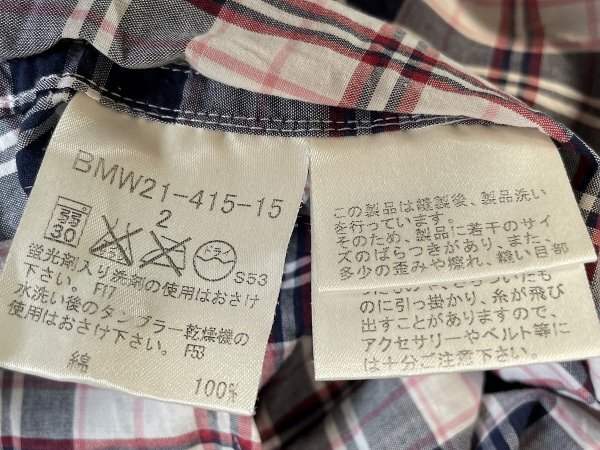 BMW21-415-15
2
弱
30
ドライ
S53
蛍光剤入り洗剤の使用はおさけ
下さい。 F17
水洗い後のタンブラー乾燥機の
使用はおさけ下さい。 F53
綿
100%
この製品は縫製後、製品洗い
を行っています。
そのため、製品に若干のサイ
ズのばらつきがあり、また、
多少の歪みや擦れ、縫い目部
のに引っ掛かり、糸が飛び
出すことがありますので、
アクセサリーやベルト等に
は十分ご注意下さい。